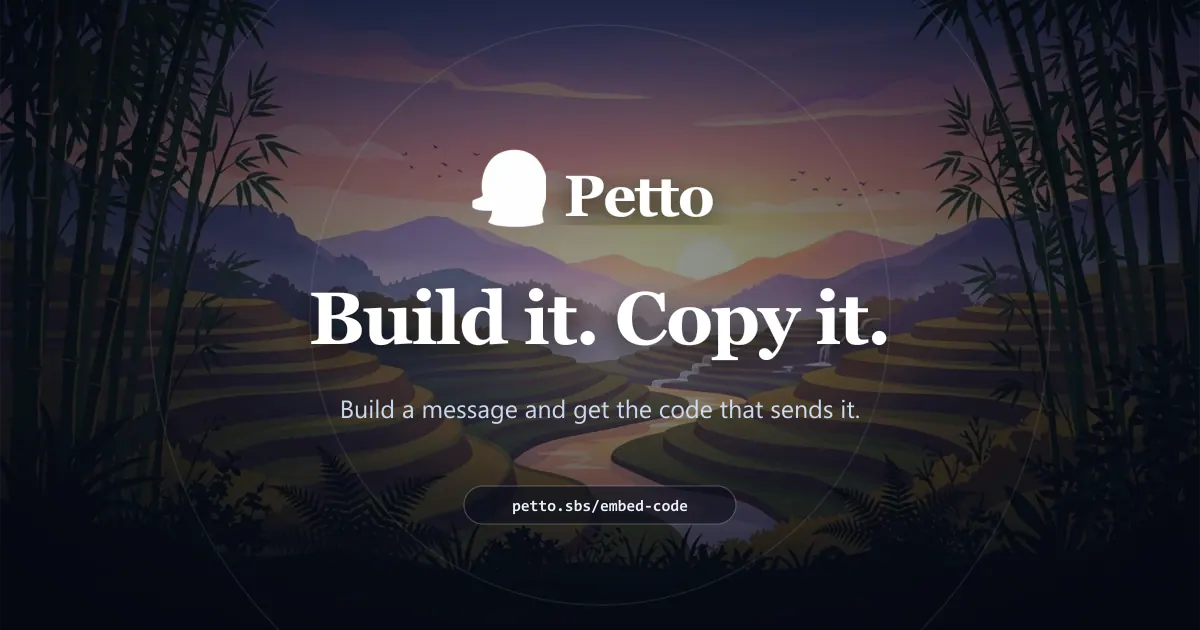 Petto
Build it. Copy it.
Build a message and get the code that sends it.
petto.sbs/embed-code